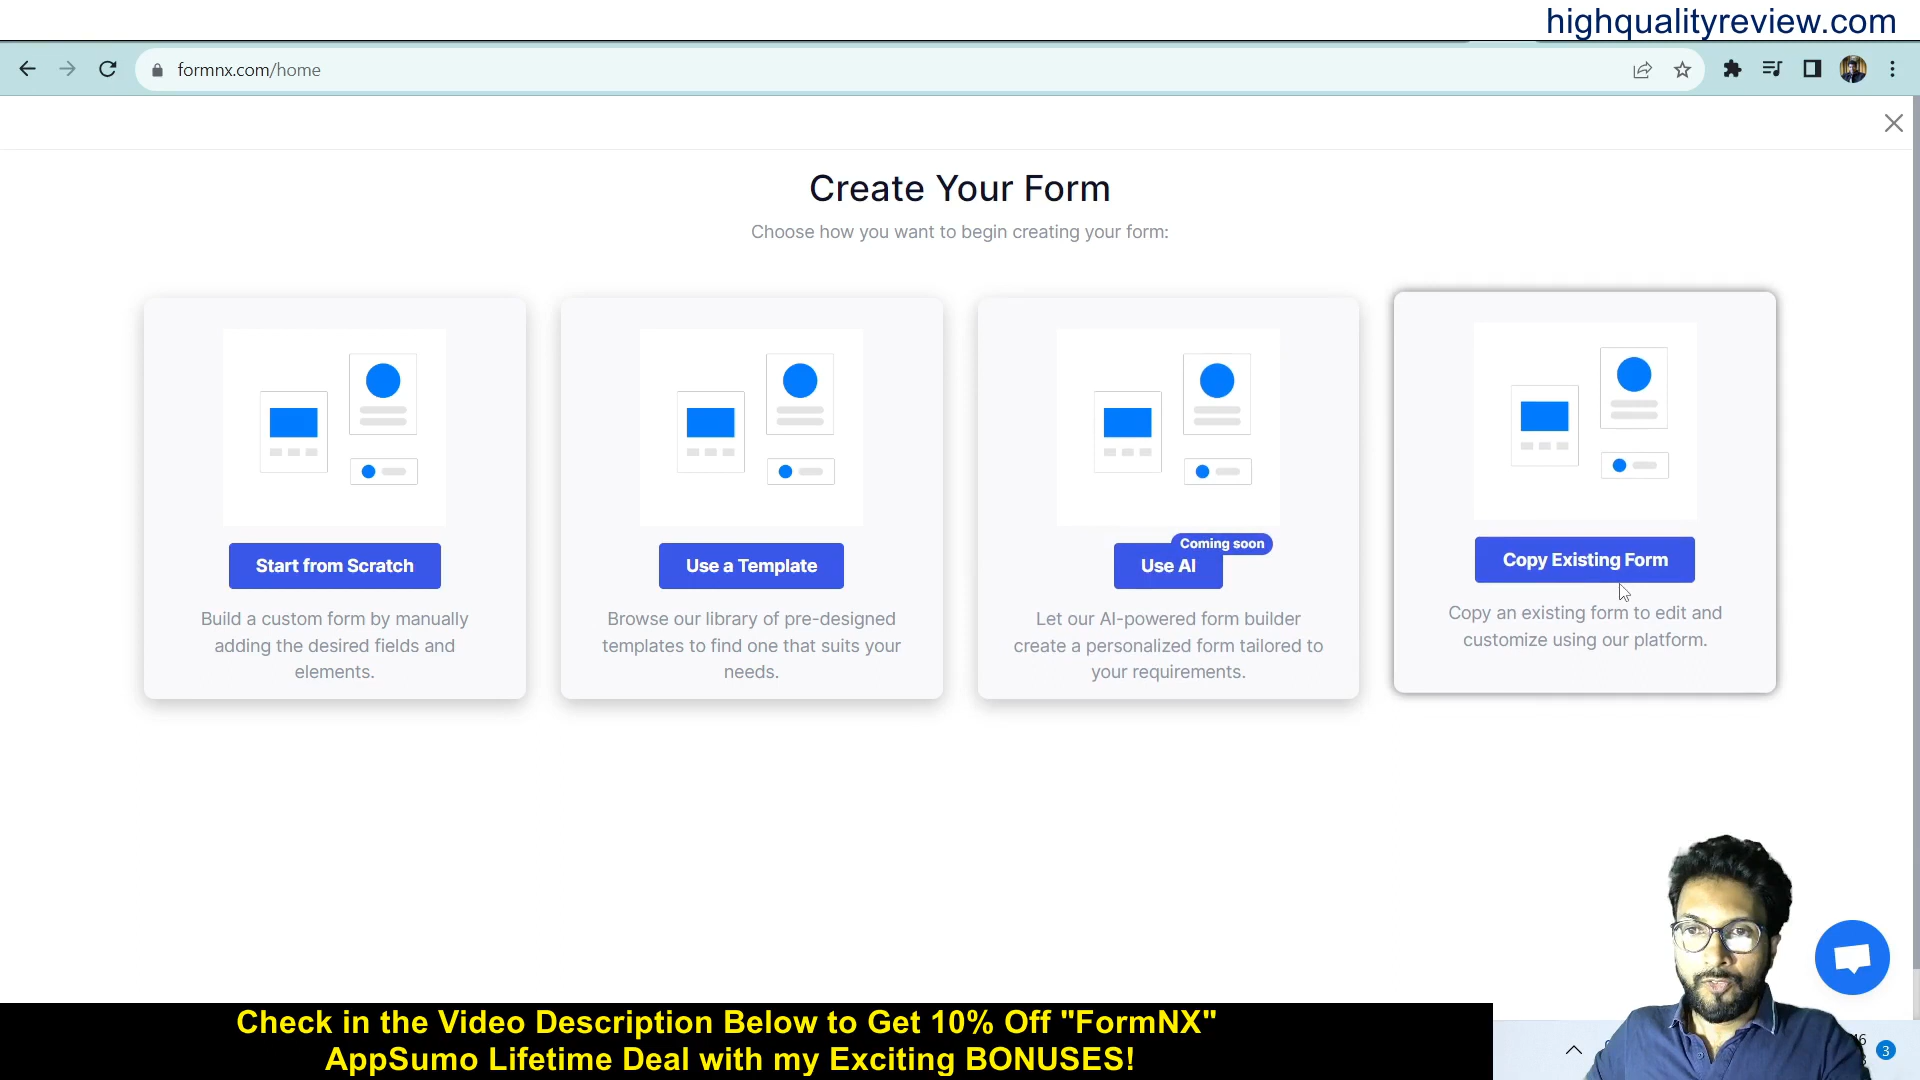 highqualityreview.com
formnx.com/home
Create Your Form
Choose how you want to begin creating your form:
Start from Scratch
Build a custom form by manually
adding the desired fields and
elements.
Use a Template
Browse our library of pre-designed
templates to find one that suits your
needs.
Coming soon
Use AI
Let our AI-powered form builder
create a personalized form tailored to
your requirements.
Copy Existing Form
Copy an existing form to edit and
customize using our platform.
Check in the Video Description Below to Get 10% Off "FormNX"
AppSumo Lifetime Deal with my Exciting BONUSES!
3